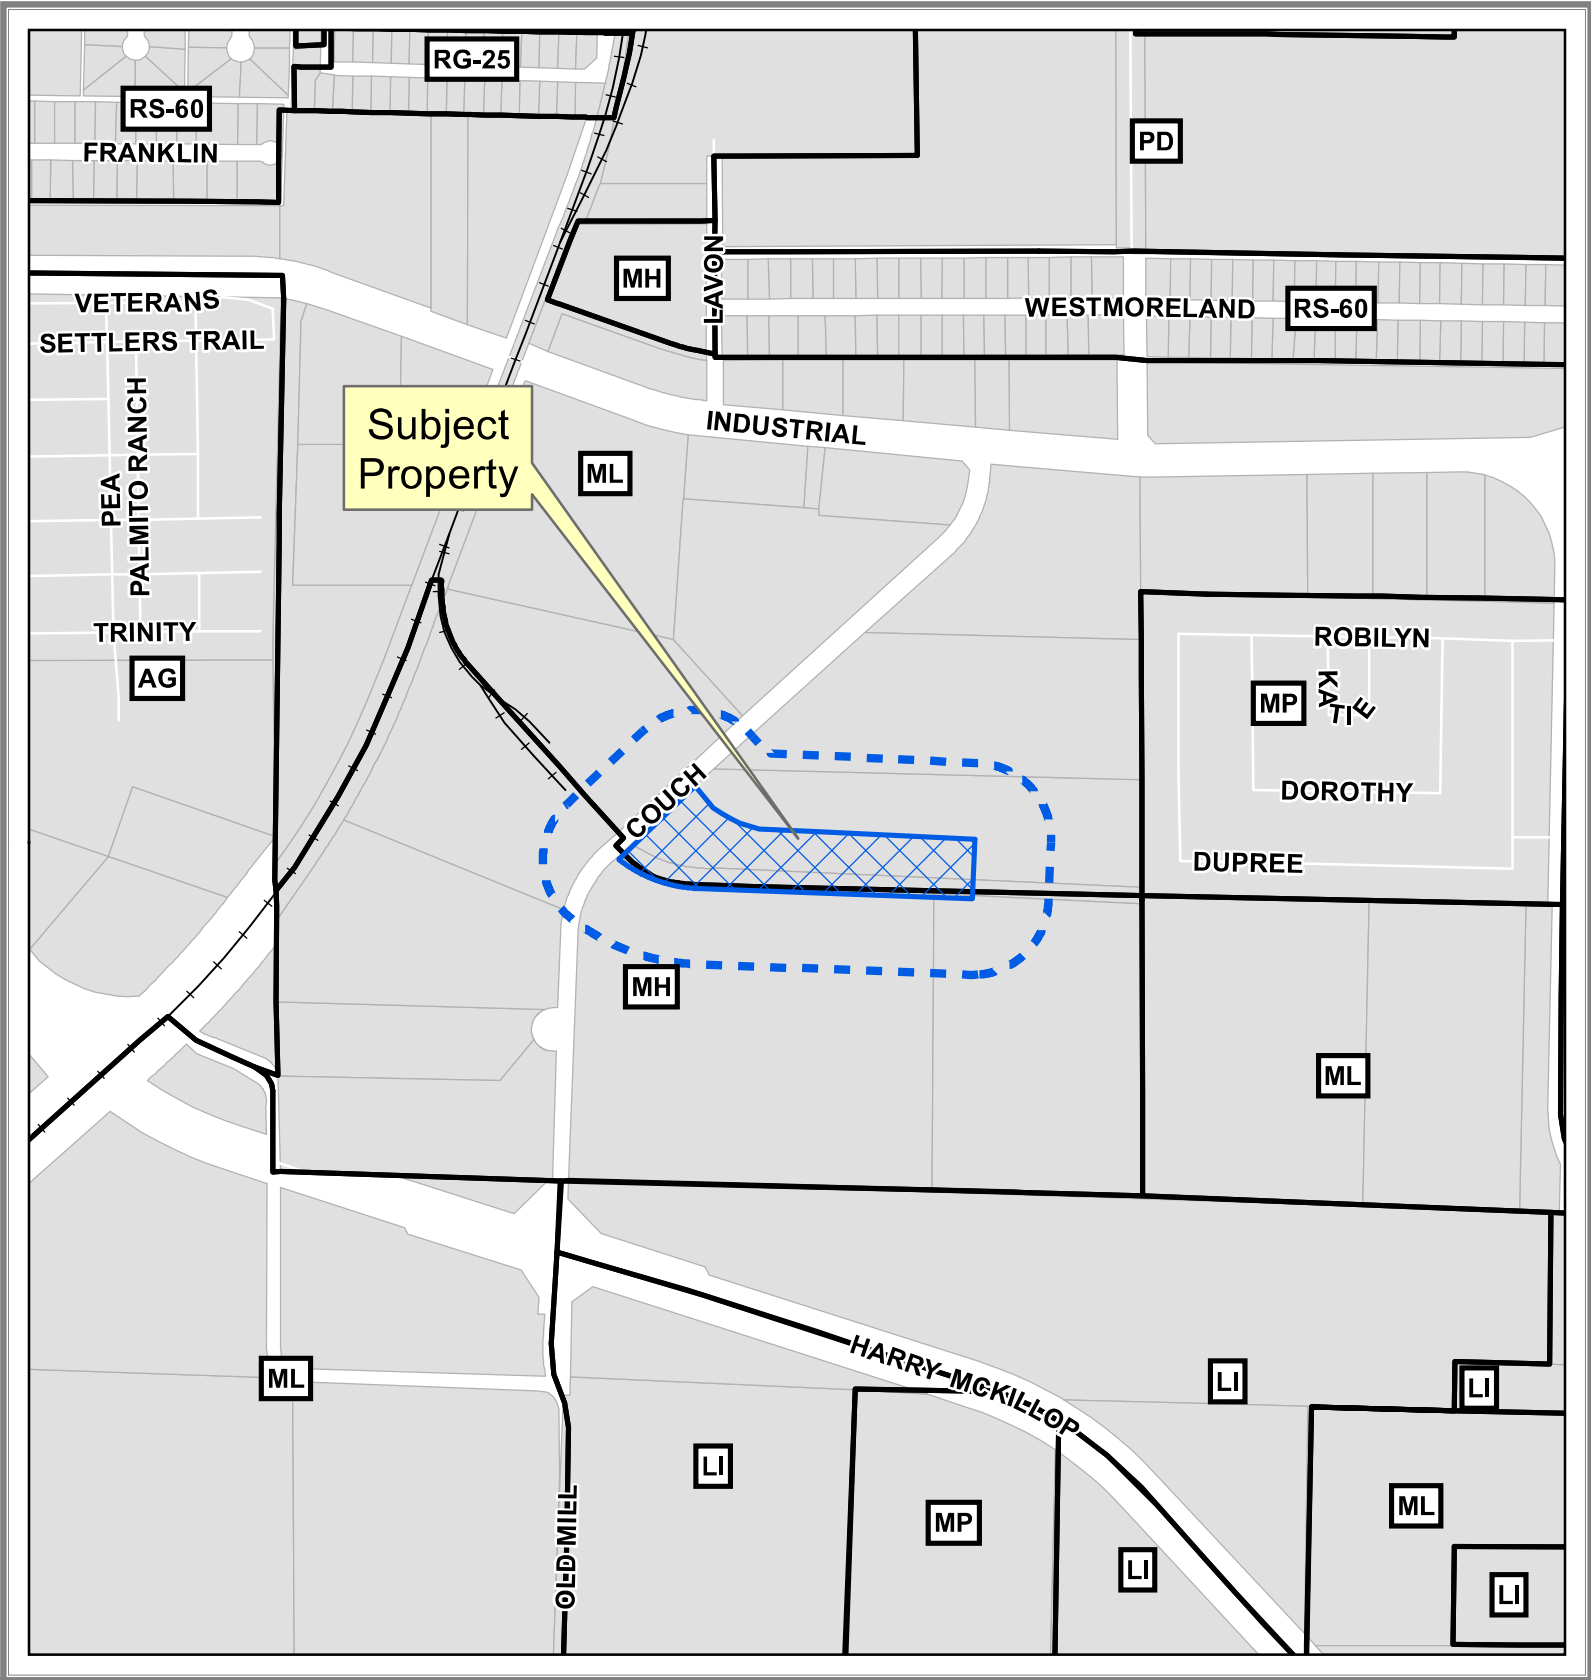 RG-25
RS-60
FRANKLIN
PD
MH
LAVON
WESTMORELAND
RS-60
VETERANS
SETTLERS TRAIL
PEA
PALMITO RANCH
TRINITY
AG
Subject
Property
INDUSTRIAL
ML
ROBILYN
MP
KATIE
DOROTHY
DUPREE
COUCH
MH
ML
HARRY MCKILLOP
ML
LI
LI
LI
OLD MILL
MP
LI
ML
LI